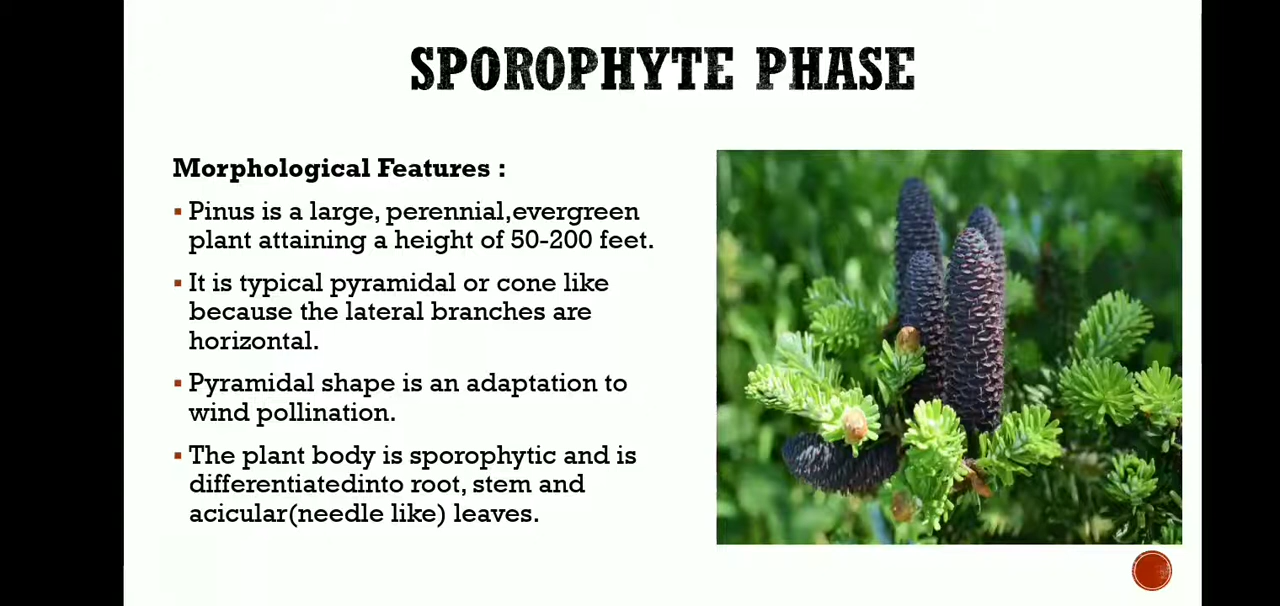 SPOROPHYTE PHASE
Morphological Features :
▪ Pinus is a large, perennial,evergreen
plant attaining a height of 50-200 feet.
▪ It is typical pyramidal or cone like
because the lateral branches are
horizontal.
▪ Pyramidal shape is an adaptation to
wind pollination.
▪ The plant body is sporophytic and is
differentiatedinto root, stem and
acicular(needle like) leaves.